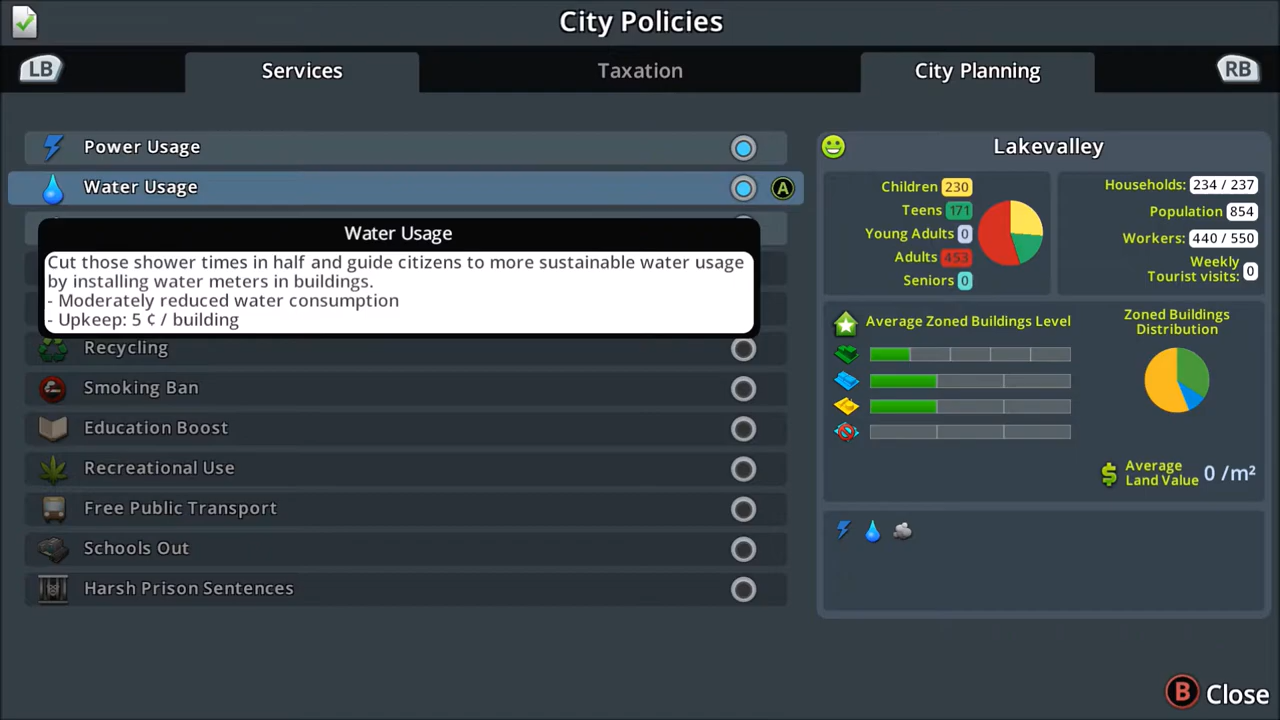 City Policies
LB
Services
Taxation
City Planning
RB
Power Usage
Water Usage
A
Water Usage
Cut those shower times in half and guide citizens to more sustainable water usage
by installing water meters in buildings.
- Moderately reduced water consumption
- Upkeep: 5 ¢ / building
Recycling
Smoking Ban
Education Boost
Recreational Use
Free Public Transport
Schools Out
Harsh Prison Sentences
Lakevalley
Children 230
Teens 171
Young Adults 0
Adults 453
Seniors 0
Households: 234 / 237
Population 854
Workers: 440 / 550
Weekly
Tourist visits: 0
Average Zoned Buildings Level
Zoned Buildings
Distribution
$ Average
Land Value 0 /m²
B Close